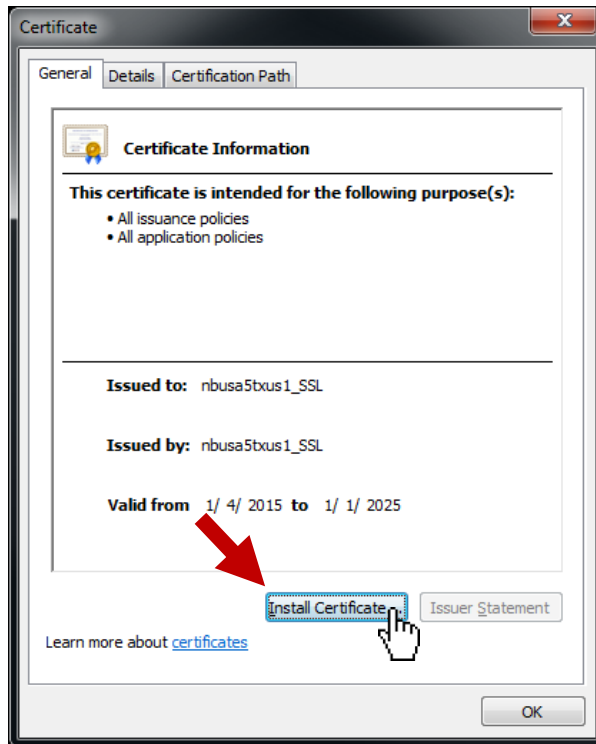 Certificate
General Details Certification Path
Certificate Information
This certificate is intended for the following purpose(s):
• All issuance policies
• All application policies
Issued to: nbusa5txus1_SSL
Issued by: nbusa5txus1_SSL
Valid from 1/ 4/ 2015 to 1/ 1/ 2025
Install Certificate... Issuer Statement
Learn more about certificates
OK